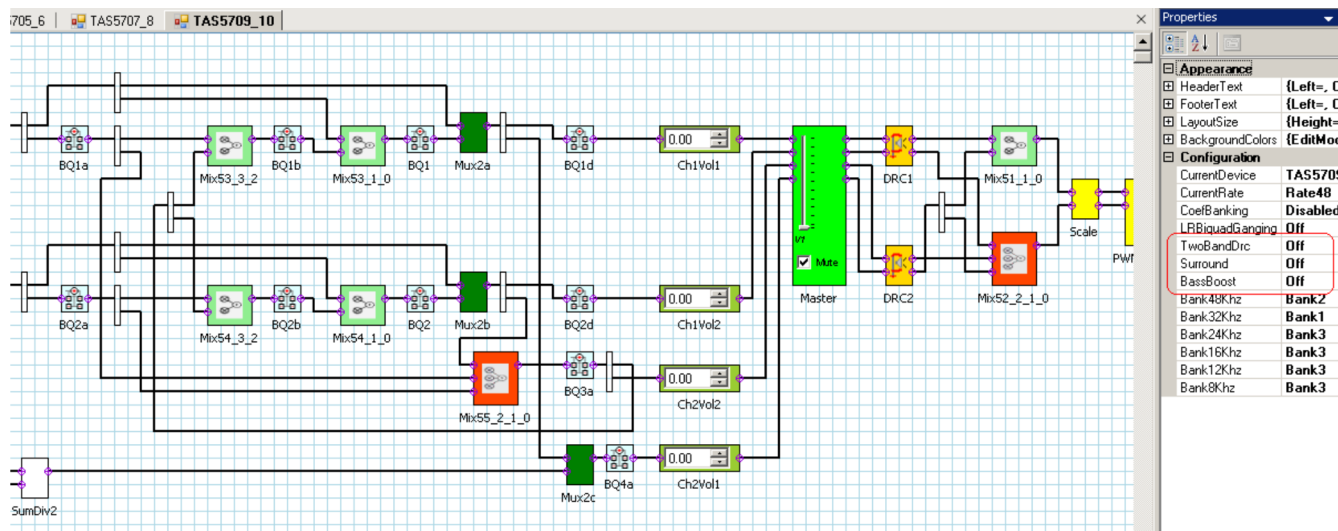 5705_6
TAS5707_8
TAS5709_10
BQ1a
Mix53_3_2
BQ1b
Mix53_1_0
BQ1
Mux2a
BQ1d
0.00
Ch1Vol1
V1
Mute
Master
DRC1
Mix51_1_0
Scale
PWM
BQ2a
Mix54_3_2
BQ2b
Mix54_1_0
BQ2
Mux2b
BQ2d
0.00
Ch1Vol2
DRC2
Mix52_2_1_0
Mix55_2_1_0
BQ3a
0.00
Ch2Vol2
SumDiv2
Mux2c
BQ4a
0.00
Ch2Vol1
Properties
Appearance
HeaderText {Left=, 
FooterText {Left=, 
LayoutSize {Height=
BackgroundColors {EditMod
Configuration
CurrentDevice TAS5709
CurrentRate Rate48
CoefBanking Disabled
LRBiquadGanging Off
TwoBandDrc Off
Surround Off
BassBoost Off
Bank48Khz Bank2
Bank32Khz Bank1
Bank24Khz Bank3
Bank16Khz Bank3
Bank12Khz Bank3
Bank8Khz Bank3